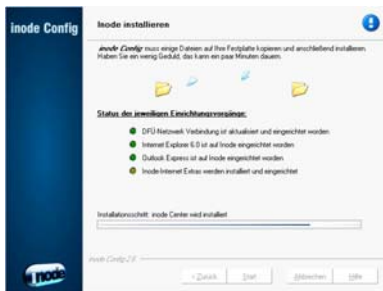 inode Config
Inode installieren
inode Config muss einige Dateien auf Ihre Festplatte kopieren und anschließend installieren.
Haben Sie ein wenig Geduld, das kann ein paar Minuten dauern.
Status der jeweiligen Einrichtungsvorgänge:
DFÜ-Netzwerk Verbindung ist aktualisiert und eingerichtet worden
Internet Explorer 6.0 ist auf Inode eingerichtet worden
Outlook Express ist auf Inode eingerichtet worden
Inode-Internet Extras werden installiert und eingerichtet
Installationsschritt: inode Center wird installiert
inode Config 2.0
< Zurück Start Abbrechen Hilfe
inode